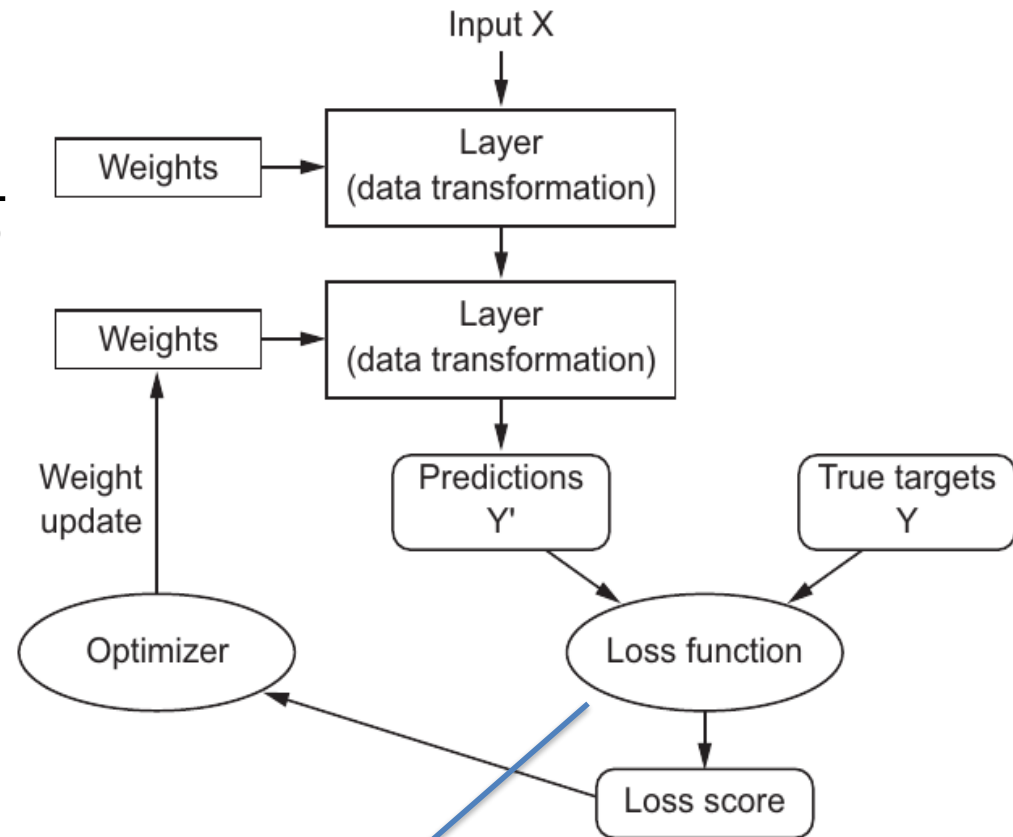 Input X
Layer
(data transformation)
Weights
Layer
(data transformation)
Weights
Predictions
Y'
True targets
Y
Weight
update
Optimizer
Loss function
Loss score